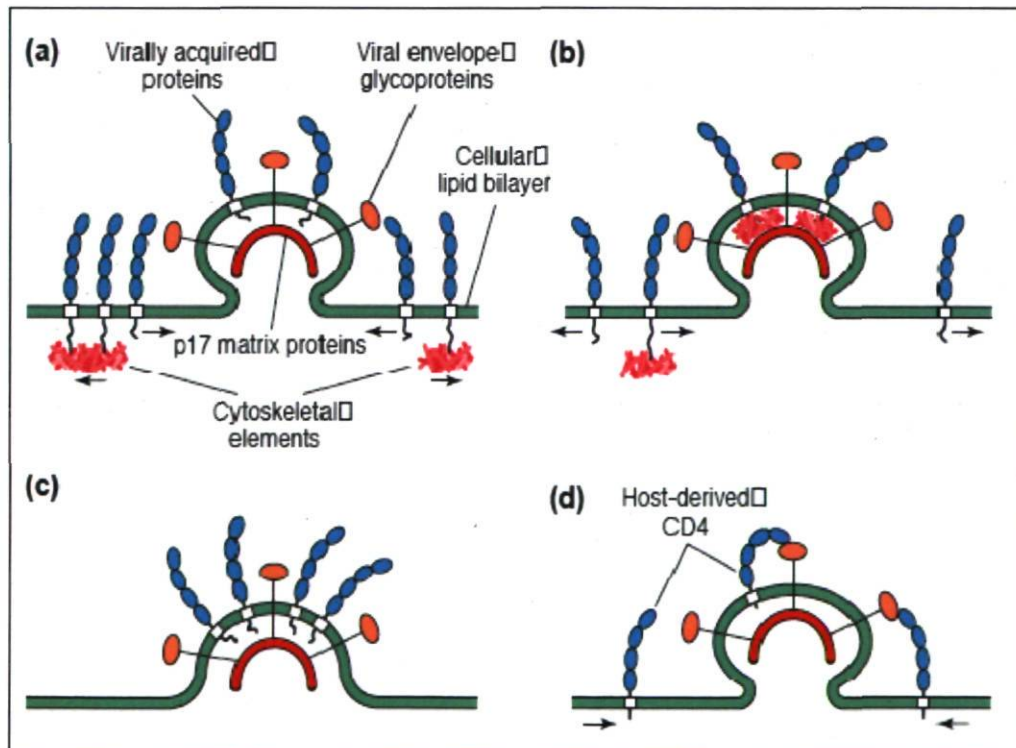 (a)
Virally acquired□
proteins
Viral envelope□
glycoproteins
(b)
Cellular□
lipid bilayer
p17 matrix proteins
Cytoskeletal□
elements
(c)
(d)
Host-derived□
CD4